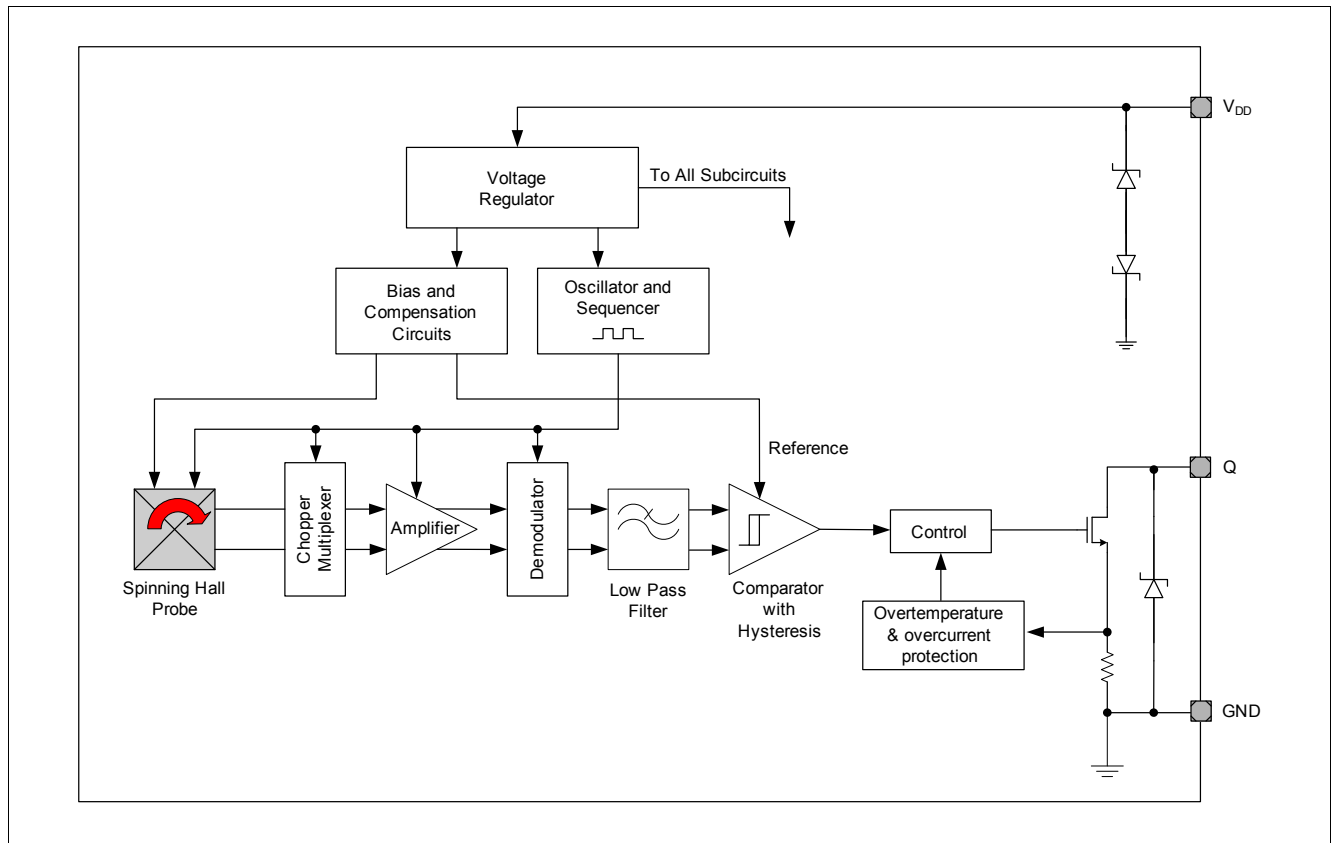 V_DD
Voltage
Regulator
To All Subcircuits
Bias and
Compensation
Circuits
Oscillator and
Sequencer
Reference
Q
Chopper
Multiplexer
Amplifier
Demodulator
Control
Spinning Hall
Probe
Low Pass
Filter
Comparator
with
Hysteresis
Overtemperature
& overcurrent
protection
GND